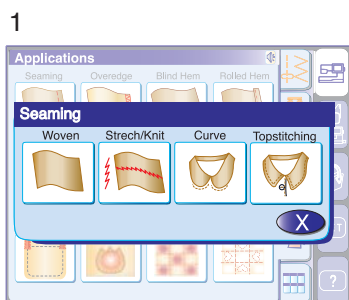 1
Applications
Seaming Overedge Blind Hem Rolled Hem
Seaming
Woven Strech/Knit Curve Topstitching
X
T
?